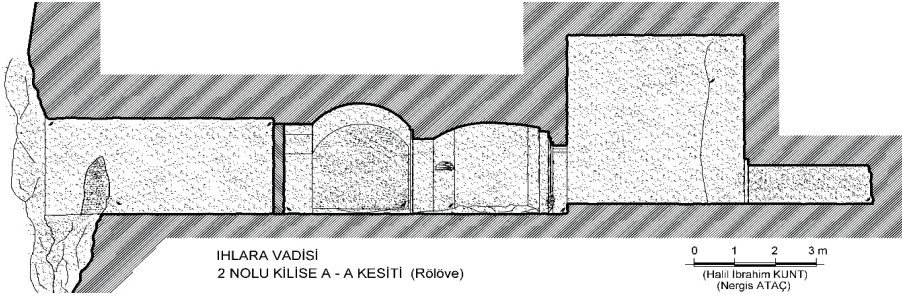 IHLARA VADİSİ
2 NOLU KİLİSE A - A KESİTİ (Rölöve)
0 1 2 3 m
(Halil İbrahim KUNT)
(Nergis ATAÇ)